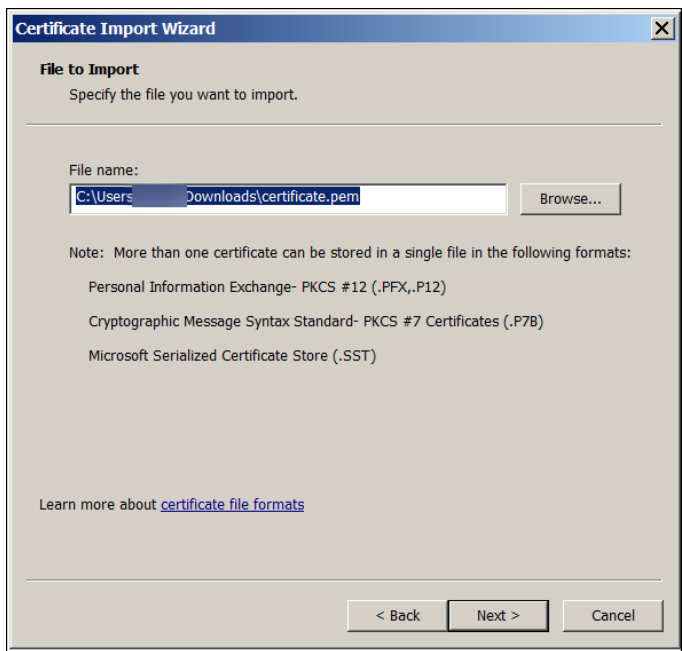 Certificate Import Wizard
File to Import
Specify the file you want to import.
File name:
C:\Users Downloads\certificate.pem
Browse...
Note: More than one certificate can be stored in a single file in the following formats:
Personal Information Exchange- PKCS #12 (.PFX,.P12)
Cryptographic Message Syntax Standard- PKCS #7 Certificates (.P7B)
Microsoft Serialized Certificate Store (.SST)
Learn more about certificate file formats
< Back Next > Cancel